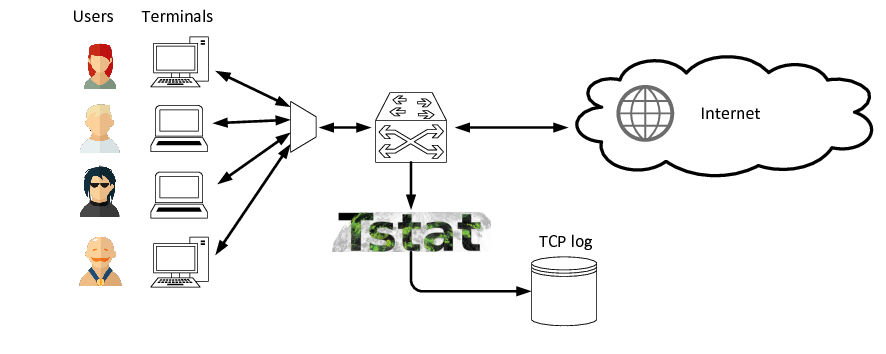 Users Terminals
Internet
Tstat
TCP log